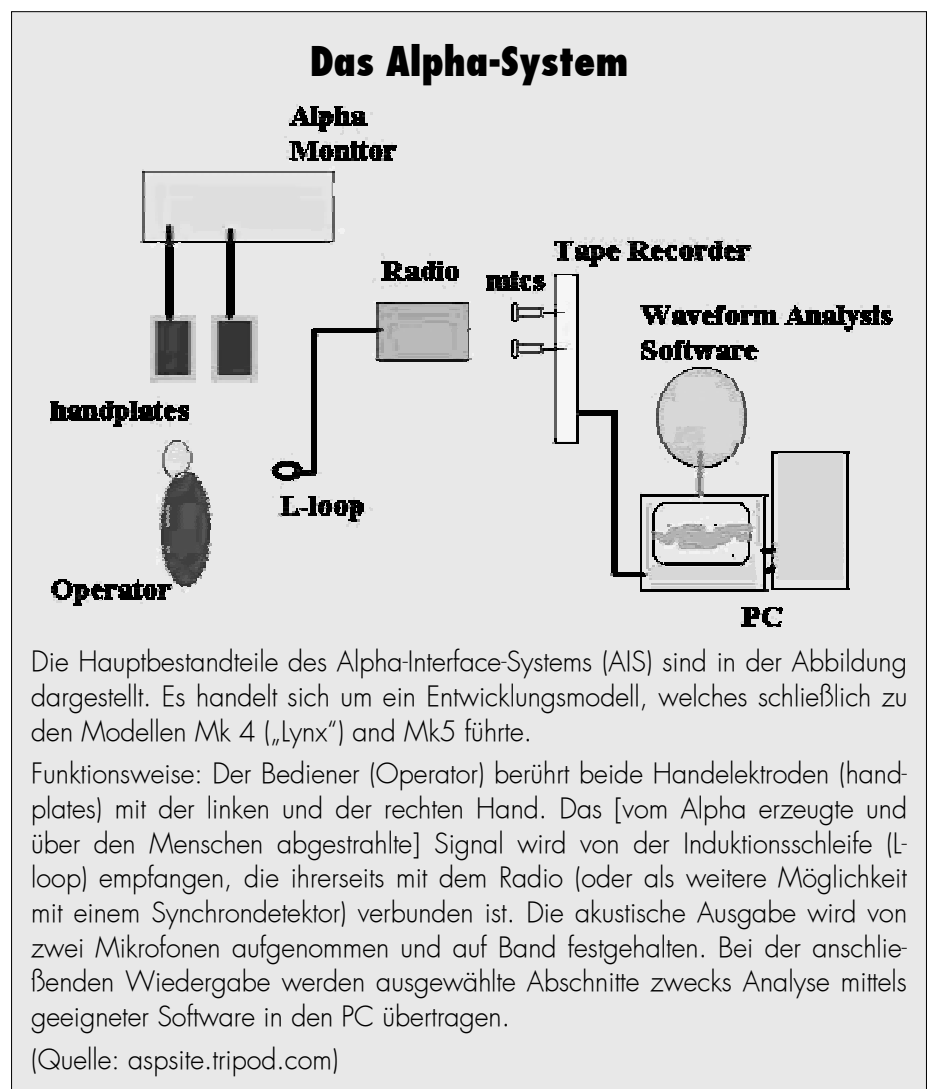 Das Alpha-System
Alpha
Monitor
Radio
mics
Tape Recorder
Waveform Analysis
Software
handplates
L-loop
Operator
PC
Die Hauptbestandteile des Alpha-Interface-Systems (AIS) sind in der Abbildung
dargestellt. Es handelt sich um ein Entwicklungsmodell, welches schließlich zu
den Modellen Mk 4 („Lynx“) and Mk5 führte.
Funktionsweise: Der Bediener (Operator) berührt beide Handelektroden (hand-
plates) mit der linken und der rechten Hand. Das [vom Alpha erzeugte und
über den Menschen abgestrahlte] Signal wird von der Induktionsschleife (L-
loop) empfangen, die ihrerseits mit dem Radio (oder als weitere Möglichkeit
mit einem Synchrondetektor) verbunden ist. Die akustische Ausgabe wird von
zwei Mikrofonen aufgenommen und auf Band festgehalten. Bei der anschlie-
ßenden Wiedergabe werden ausgewählte Abschnitte zwecks Analyse mittels
geeigneter Software in den PC übertragen.
(Quelle: aspsite.tripod.com)